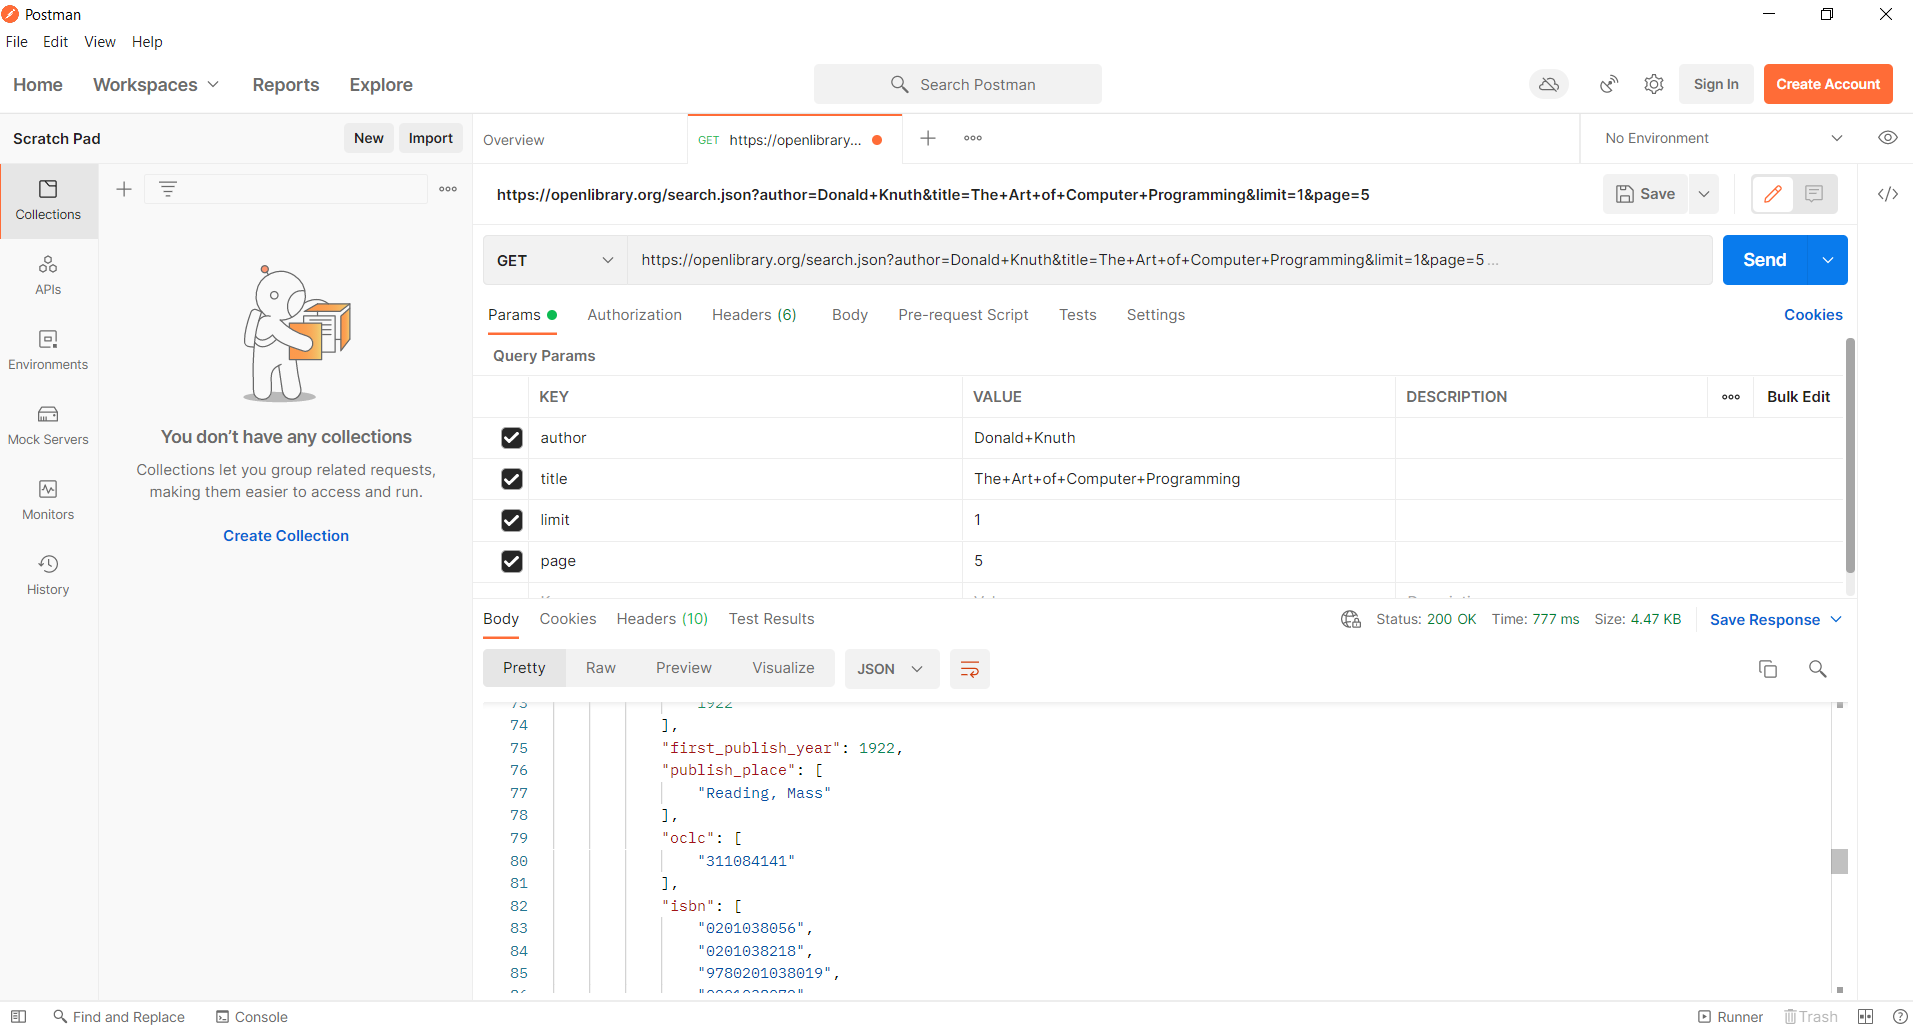 Postman
File Edit View Help
Home Workspaces Reports Explore
Search Postman
Sign In
Create Account
Scratch Pad
New
Import
Overview
GET https://openlibrary...
No Environment
Collections
APIs
Environments
Mock Servers
Monitors
History
You don't have any collections
Collections let you group related requests,
making them easier to access and run.
Create Collection
https://openlibrary.org/search.json?author=Donald+Knuth&title=The+Art+of+Computer+Programming&limit=1&page=5
Save
GET
https://openlibrary.org/search.json?author=Donald+Knuth&title=The+Art+of+Computer+Programming&limit=1&page=5 ...
Send
Params Authorization Headers (6) Body Pre-request Script Tests Settings
Cookies
Query Params
KEY VALUE DESCRIPTION
Bulk Edit
author Donald+Knuth
title The+Art+of+Computer+Programming
limit 1
page 5
Body Cookies Headers (10) Test Results
Status: 200 OK Time: 777 ms Size: 4.47 KB
Save Response
Pretty Raw Preview Visualize
JSON
73 1922
74 ],
75 "first_publish_year": 1922,
76 "publish_place": [
77 "Reading, Mass"
78 ],
79 "oclc": [
80 "311084141"
81 ],
82 "isbn": [
83 "0201038056",
84 "0201038218",
85 "9780201038019",
Find and Replace Console
Runner Trash